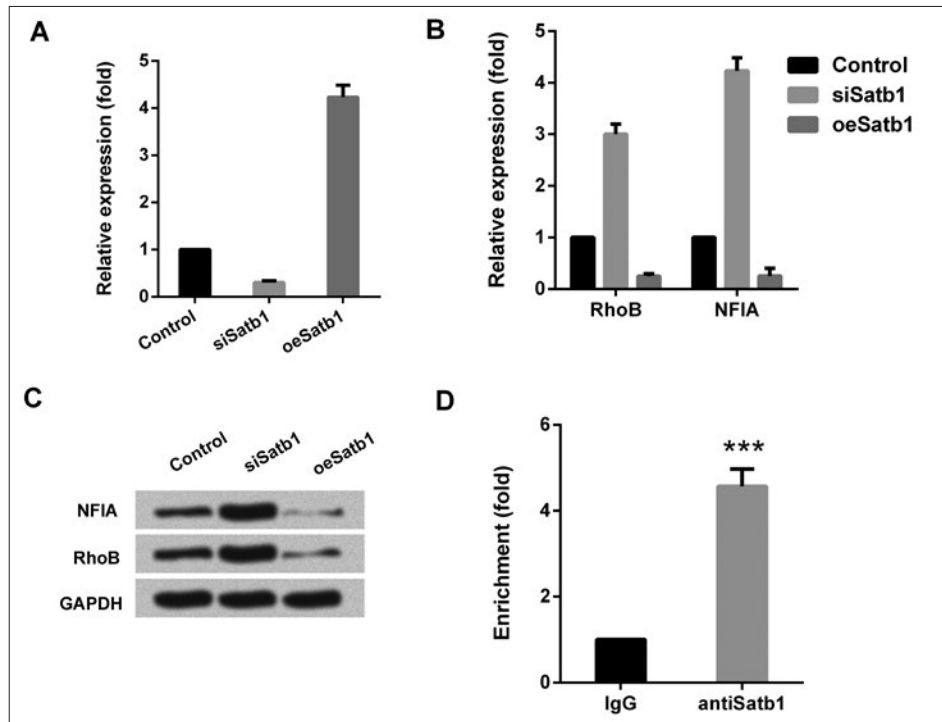 A
Relative expression (fold)
5
4
3
2
1
0
Control
siSatb1
oeSatb1
B
Relative expression (fold)
5
4
3
2
1
0
RhoB
NFIA
Control
siSatb1
oeSatb1
C
Control
siSatb1
oeSatb1
NFIA
RhoB
GAPDH
D
Enrichment (fold)
6
4
2
0
***
IgG
antiSatb1